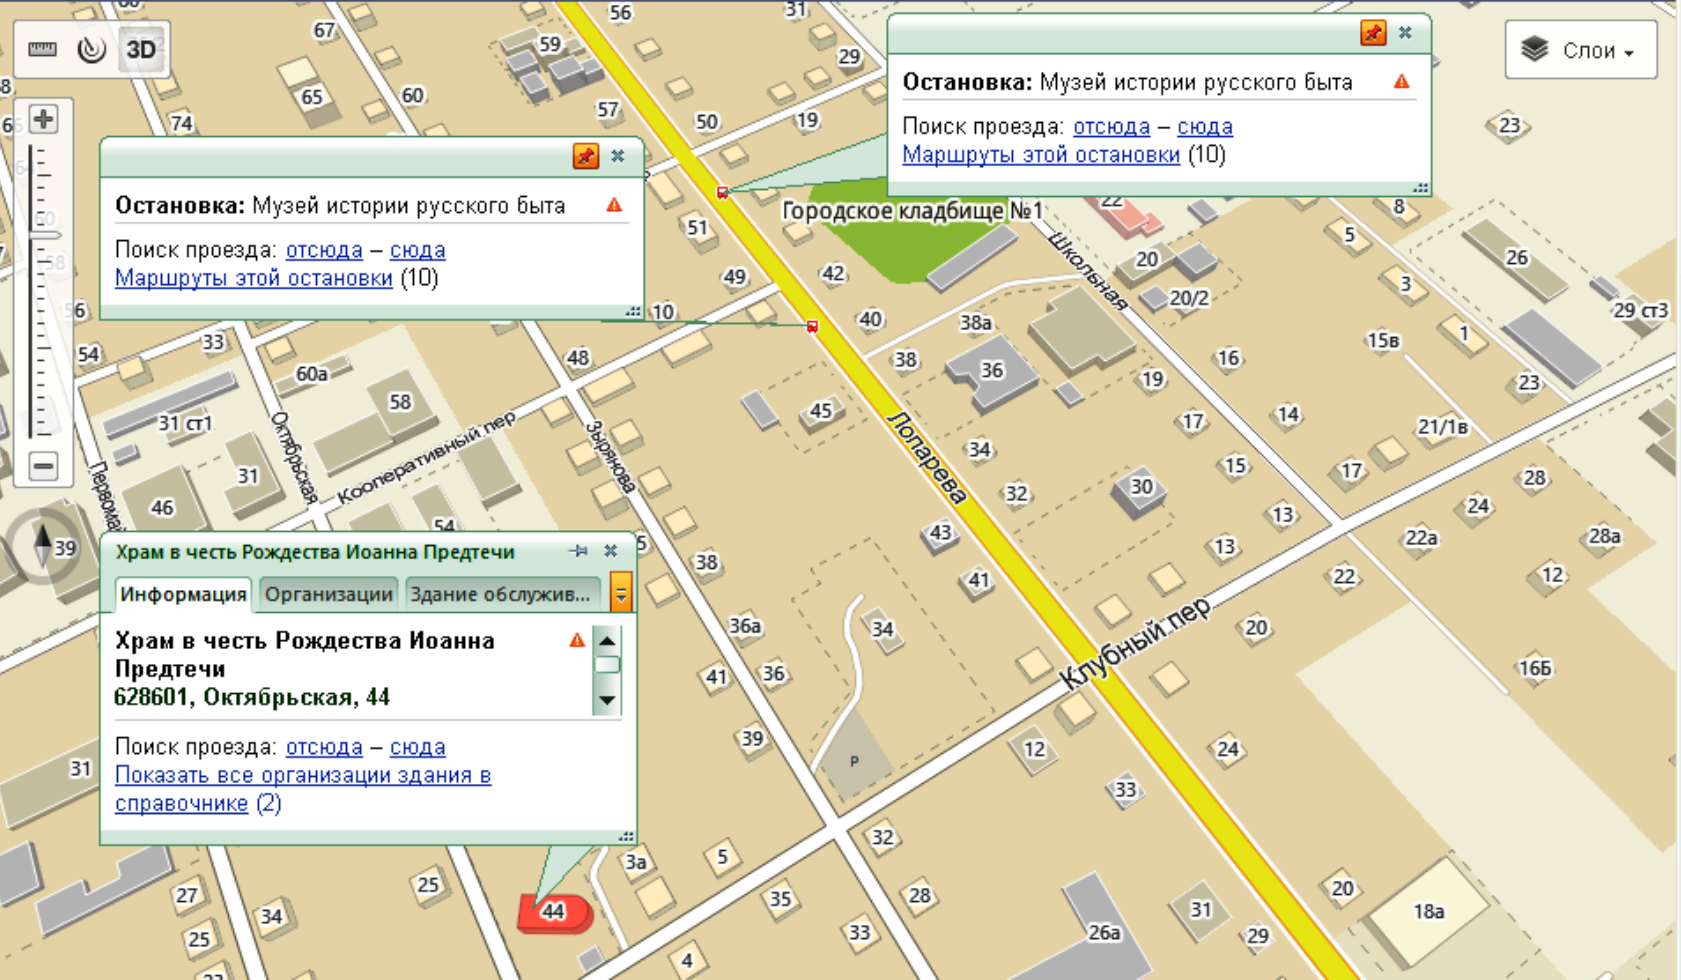 3D
Слои
Остановка: Музей истории русского быта
Поиск проезда: отсюда – сюда
Маршруты этой остановки (10)
Остановка: Музей истории русского быта
Поиск проезда: отсюда – сюда
Маршруты этой остановки (10)
Храм в честь Рождества Иоанна Предтечи
Информация
Организации
Здание обслужив...
Храм в честь Рождества Иоанна
Предтечи
628601, Октябрьская, 44
Поиск проезда: отсюда – сюда
Показать все организации здания в
справочнике (2)
Городское кладбище №1
Школьная
Лопарева
Клубный пер
Кооперативный пер
Октябрьская
Зырянова
Первомай
67
56
31
59
29
65
60
57
74
50
19
23
51
22
8
5
20
26
49
42
3
20/2
29 ст3
10
40
38а
1
15в
33
54
48
38
36
16
23
60а
19
58
45
14
31 ст1
17
21/1в
34
15
17
28
31
30
32
24
46
13
54
43
22а
28а
39
13
38
41
22
12
36а
34
20
41
36
16Б
39
12
24
31
P
33
32
3а
5
27
25
20
34
35
28
44
31
18а
25
33
26а
29
4